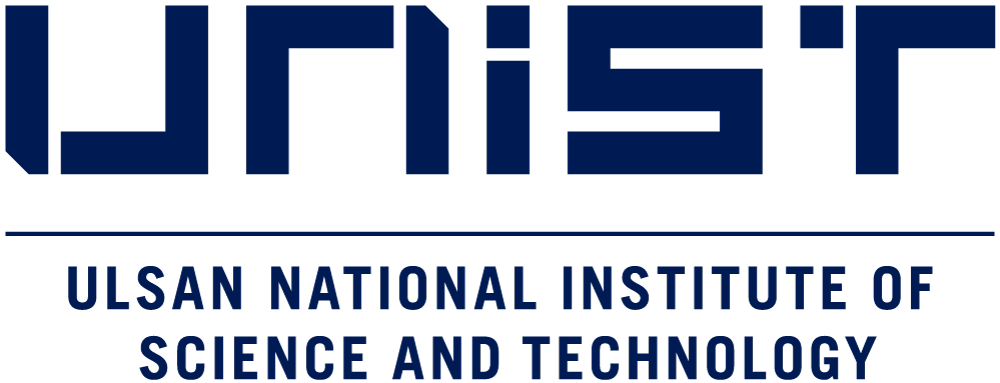 UNIST
ULSAN NATIONAL INSTITUTE OF
SCIENCE AND TECHNOLOGY